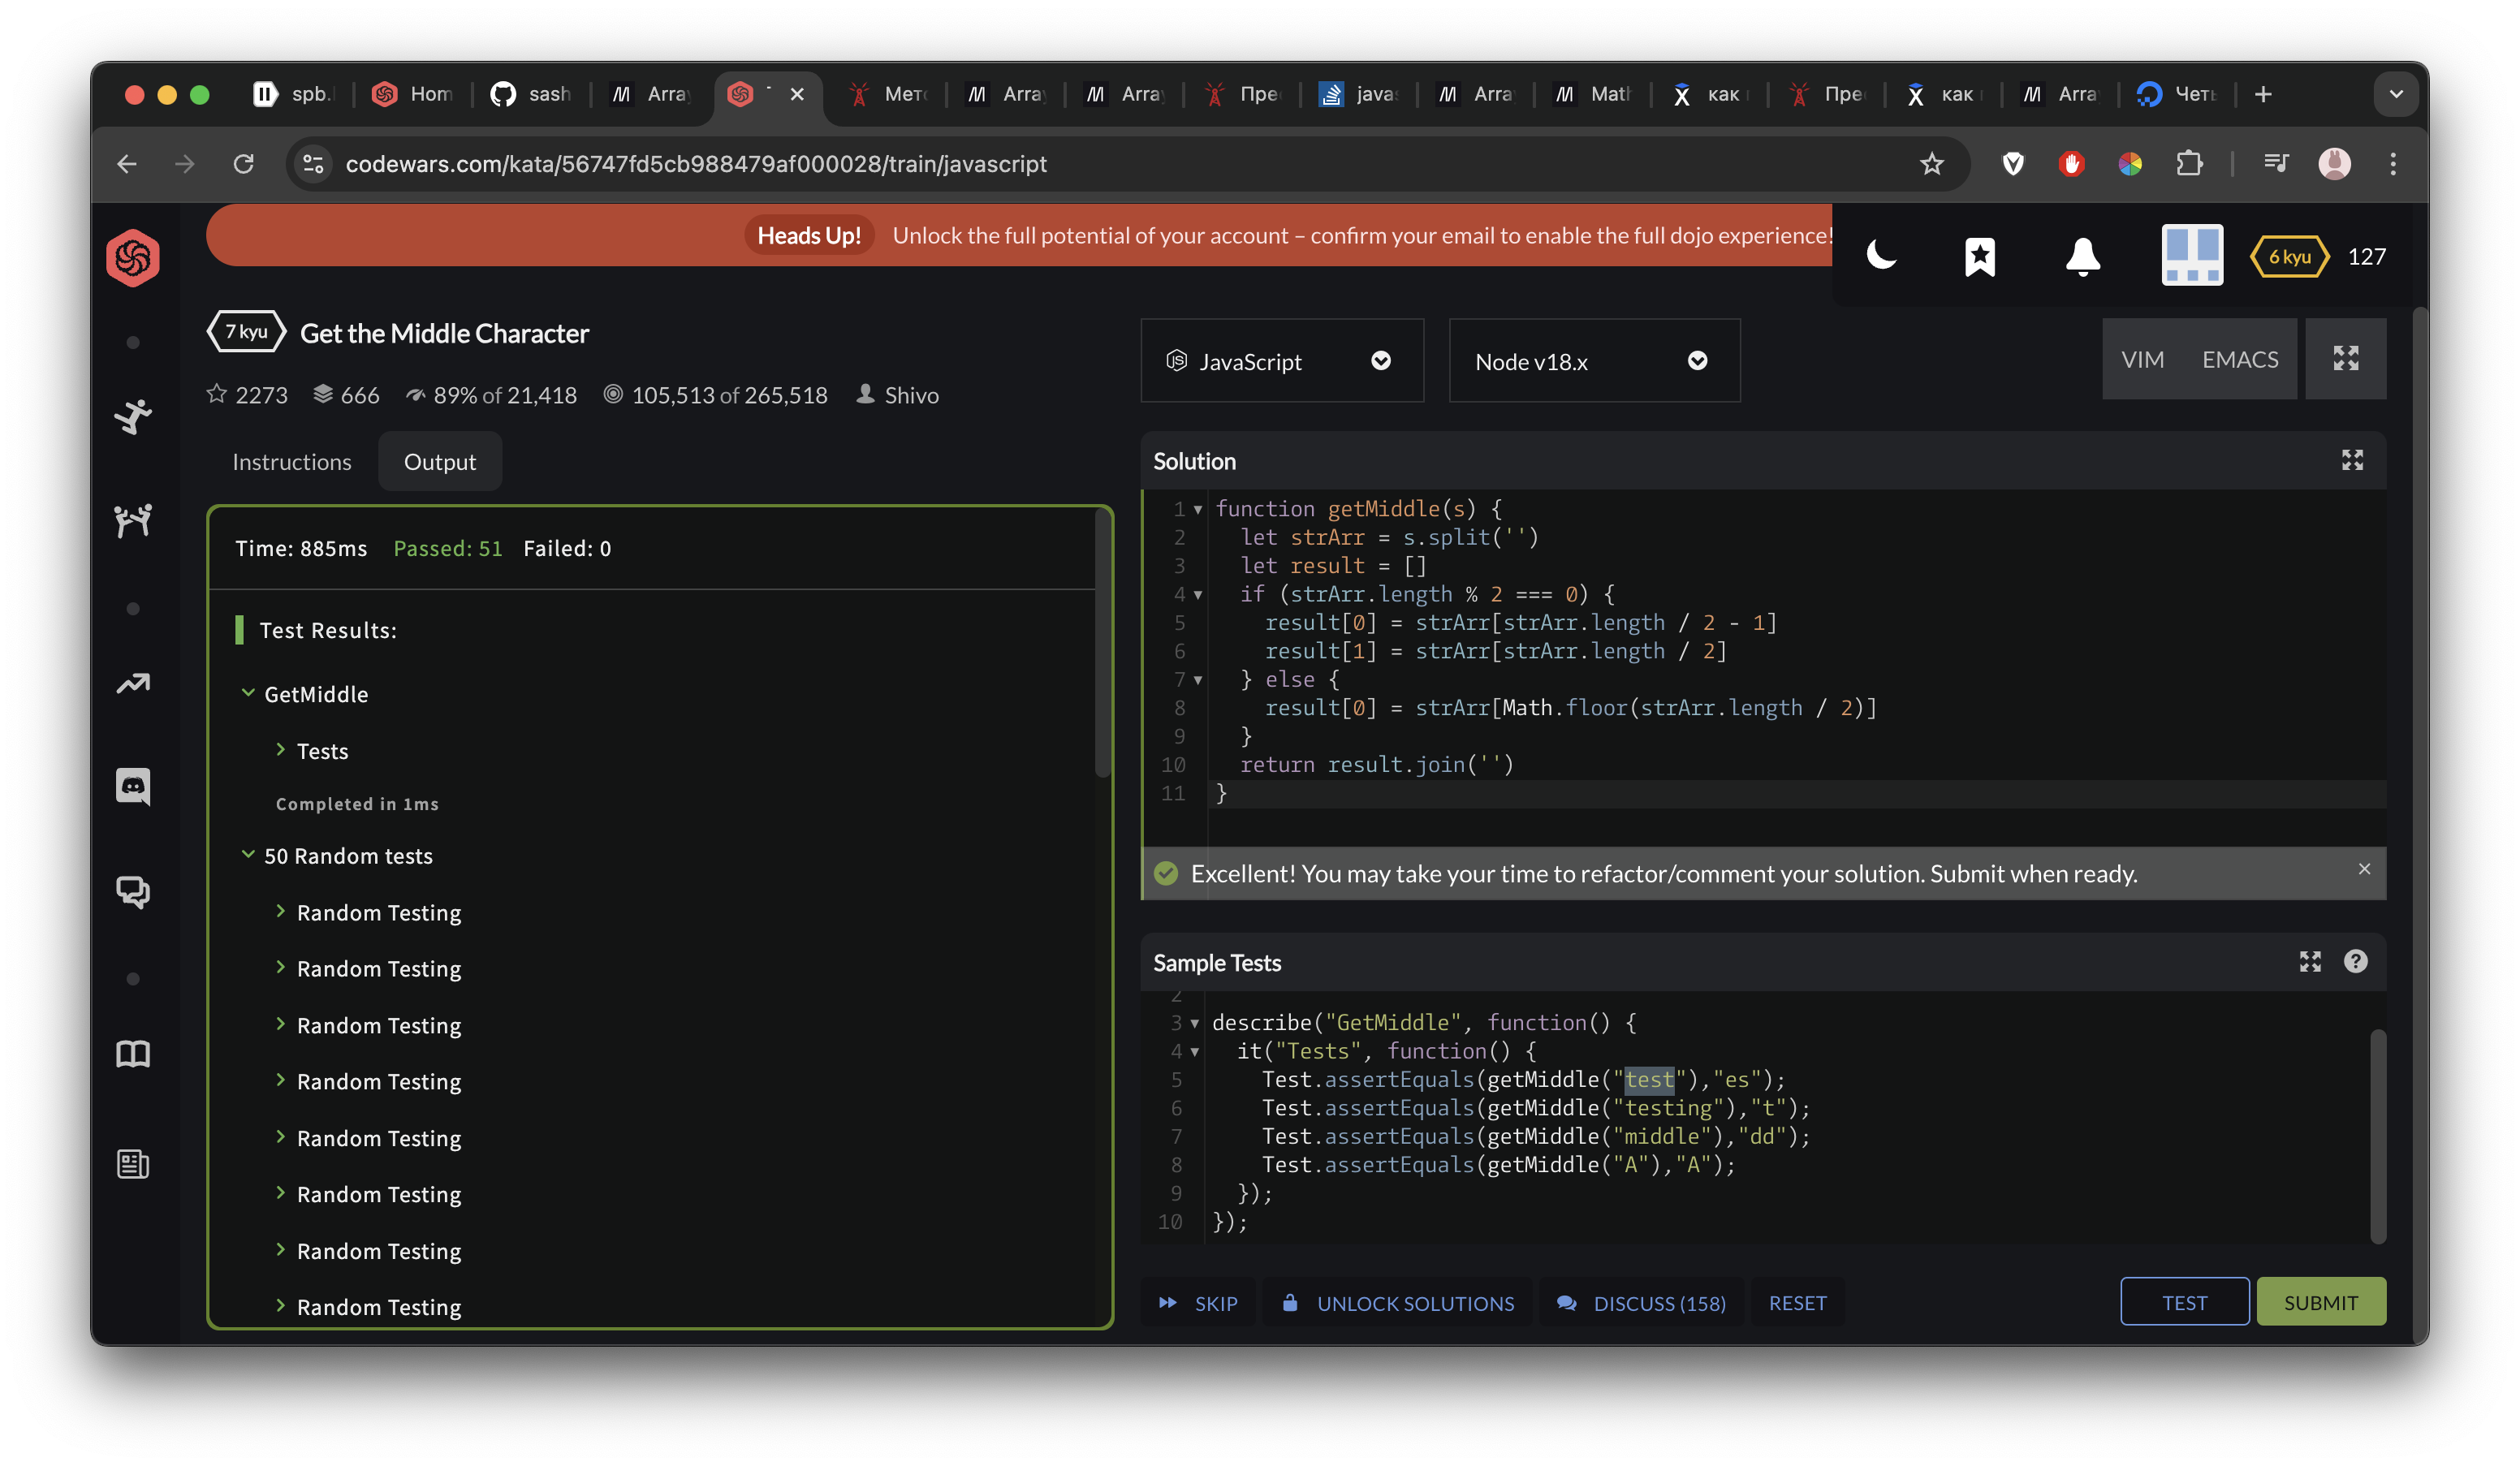 spb.
Hom
sash
Array
Мето
Array
Array
Пре
javas
Array
Math
как
Пре
как
Array
Четы
codewars.com/kata/56747fd5cb988479af000028/train/javascript
Heads Up! Unlock the full potential of your account – confirm your email to enable the full dojo experience!
6 kyu 127
7 kyu Get the Middle Character
2273 666 89% of 21,418 105,513 of 265,518 Shivo
JavaScript
Node v18.x
VIM EMACS
Instructions Output
Time: 885ms Passed: 51 Failed: 0
Test Results:
GetMiddle
Tests
Completed in 1ms
50 Random tests
Random Testing
Random Testing
Random Testing
Random Testing
Random Testing
Random Testing
Random Testing
Random Testing
Solution
1 function getMiddle(s) {
2 let strArr = s.split('')
3 let result = []
4 if (strArr.length % 2 === 0) {
5 result[0] = strArr[strArr.length / 2 - 1]
6 result[1] = strArr[strArr.length / 2]
7 } else {
8 result[0] = strArr[Math.floor(strArr.length / 2)]
9 }
10 return result.join('')
11 }
Excellent! You may take your time to refactor/comment your solution. Submit when ready.
Sample Tests
2
3 describe("GetMiddle", function() {
4 it("Tests", function() {
5 Test.assertEquals(getMiddle("test"),"es");
6 Test.assertEquals(getMiddle("testing"),"t");
7 Test.assertEquals(getMiddle("middle"),"dd");
8 Test.assertEquals(getMiddle("A"),"A");
9 });
10 });
SKIP
UNLOCK SOLUTIONS
DISCUSS (158)
RESET
TEST
SUBMIT